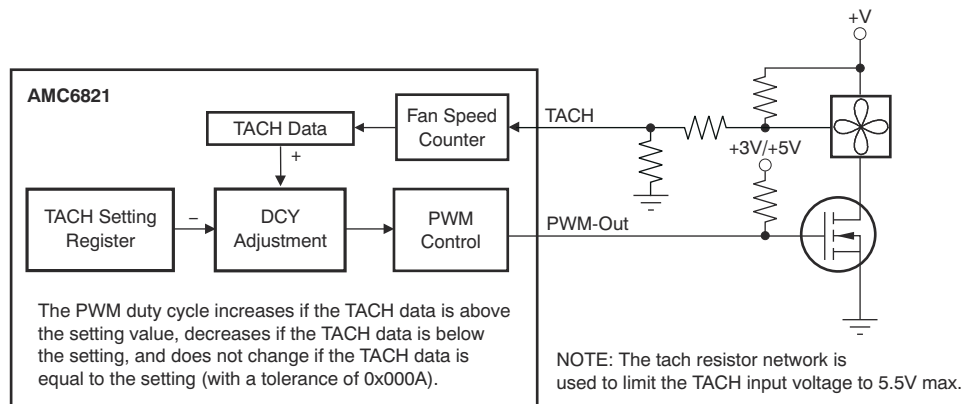 +V
AMC6821
TACH Data
Fan Speed
Counter
TACH
+3V/+5V
+
TACH Setting
Register
–
DCY
Adjustment
PWM
Control
PWM-Out
The PWM duty cycle increases if the TACH data is above
the setting value, decreases if the TACH data is below
the setting, and does not change if the TACH data is
equal to the setting (with a tolerance of 0x000A).
NOTE: The tach resistor network is
used to limit the TACH input voltage to 5.5V max.